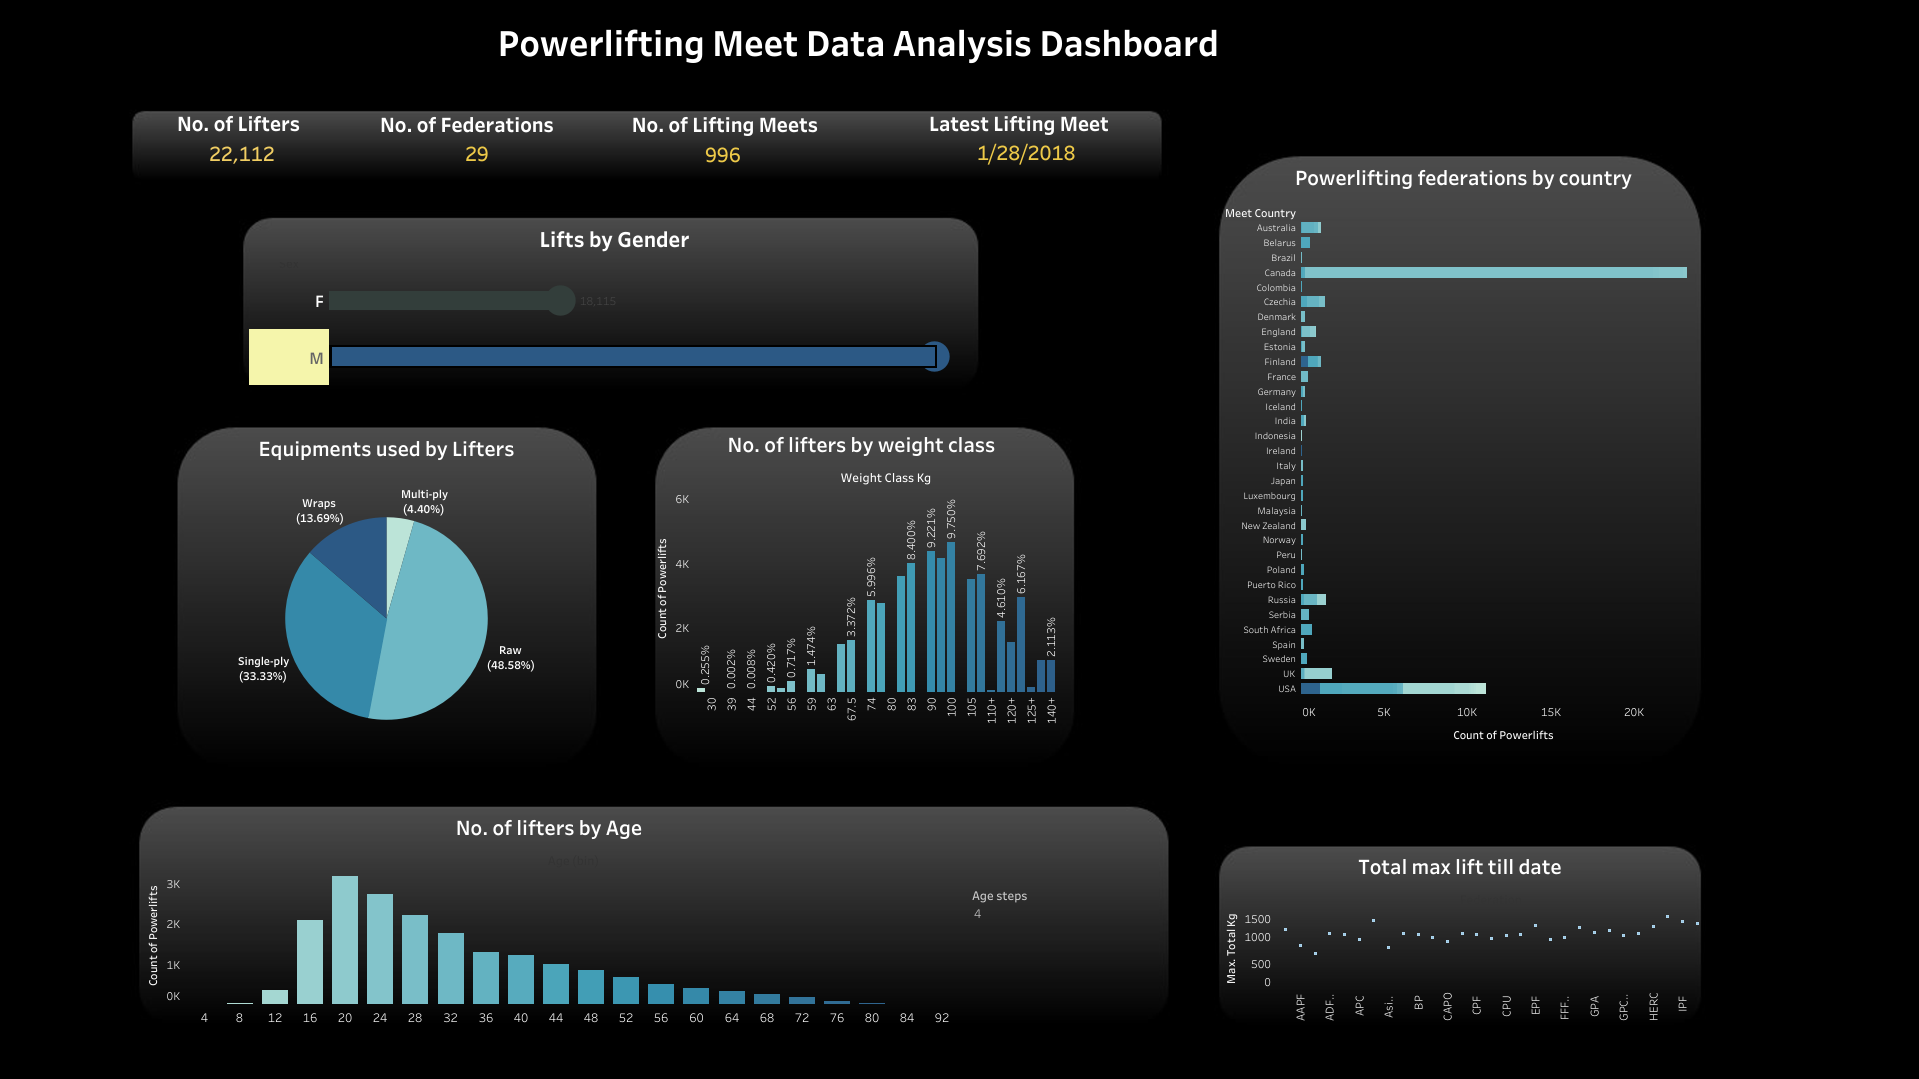 Powerlifting Meet Data Analysis Dashboard
No. of Lifters
22,112
No. of Federations
29
No. of Lifting Meets
996
Latest Lifting Meet
1/28/2018
Lifts by Gender
F
18,115
M
Equipments used by Lifters
Wraps
(13.69%)
Multi-ply
(4.40%)
Single-ply
(33.33%)
Raw
(48.58%)
No. of lifters by weight class
Weight Class Kg
Count of Powerlifts
6K
4K
2K
0K
0.255%
0.002%
0.008%
0.420%
0.717%
1.474%
3.372%
5.996%
8.400%
9.221%
9.750%
7.692%
4.610%
6.167%
2.113%
30
39
44
52
56
59
63
67.5
74
80
83
90
100
105
110+
120+
125+
140+
Powerlifting federations by country
Meet Country
Australia
Belarus
Brazil
Canada
Colombia
Czechia
Denmark
England
Estonia
Finland
France
Germany
Iceland
India
Indonesia
Ireland
Italy
Japan
Luxembourg
Malaysia
New Zealand
Norway
Peru
Poland
Puerto Rico
Russia
Serbia
South Africa
Spain
Sweden
UK
USA
0K 5K 10K 15K 20K
Count of Powerlifts
No. of lifters by Age
Count of Powerlifts
3K
2K
1K
0K
4 8 12 16 20 24 28 32 36 40 44 48 52 56 60 64 68 72 76 80 84 92
Age steps
4
Total max lift till date
Max. Total Kg
1500
1000
500
0
AAPF
ADF..
APC
Asi..
BP
CAPO
CPF
CPU
EPF
FFF..
GPA
GPC..
HERC
IPF